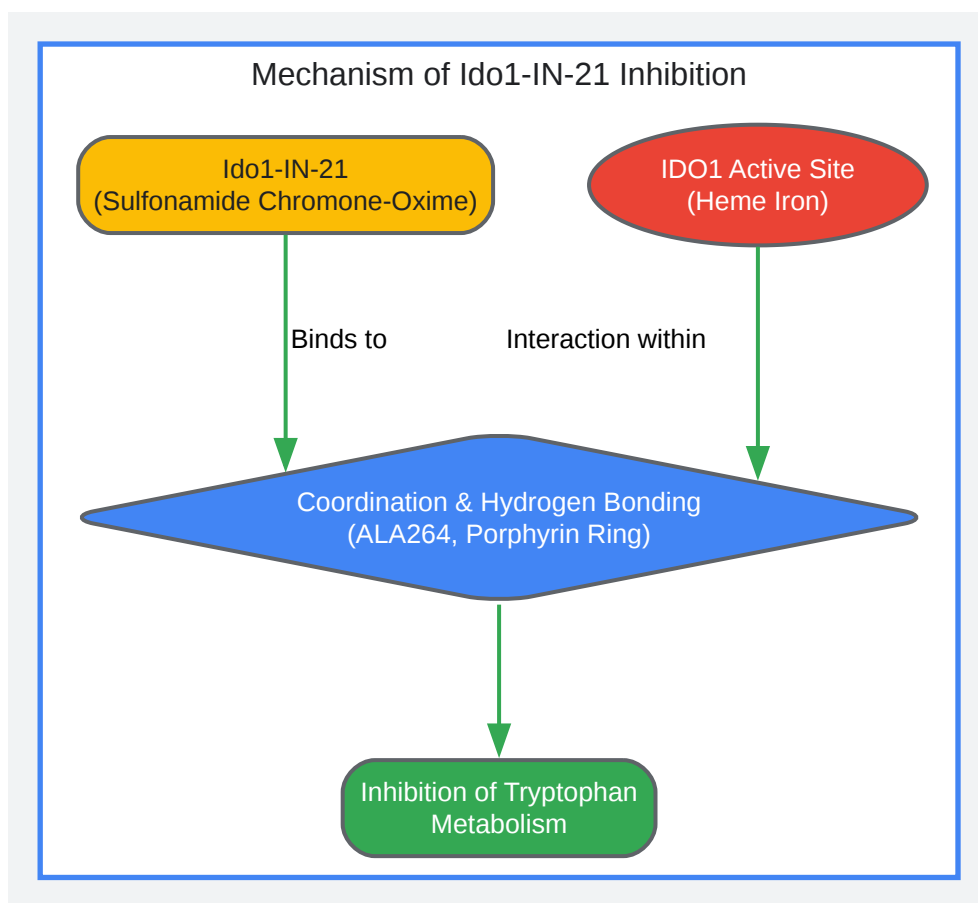 Mechanism of Ido1-IN-21 Inhibition
Ido1-IN-21
(Sulfonamide Chromone-Oxime)
IDO1 Active Site
(Heme Iron)
Binds to
Interaction within
Coordination & Hydrogen Bonding
(ALA264, Porphyrin Ring)
Inhibition of Tryptophan
Metabolism